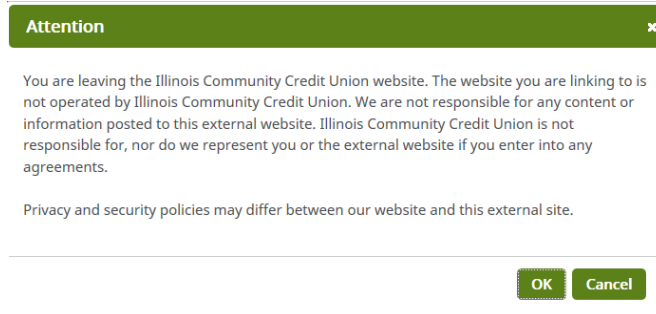 Attention
You are leaving the Illinois Community Credit Union website. The website you are linking to is
not operated by Illinois Community Credit Union. We are not responsible for any content or
information posted to this external website. Illinois Community Credit Union is not
responsible for, nor do we represent you or the external website if you enter into any
agreements.
Privacy and security policies may differ between our website and this external site.
OK Cancel